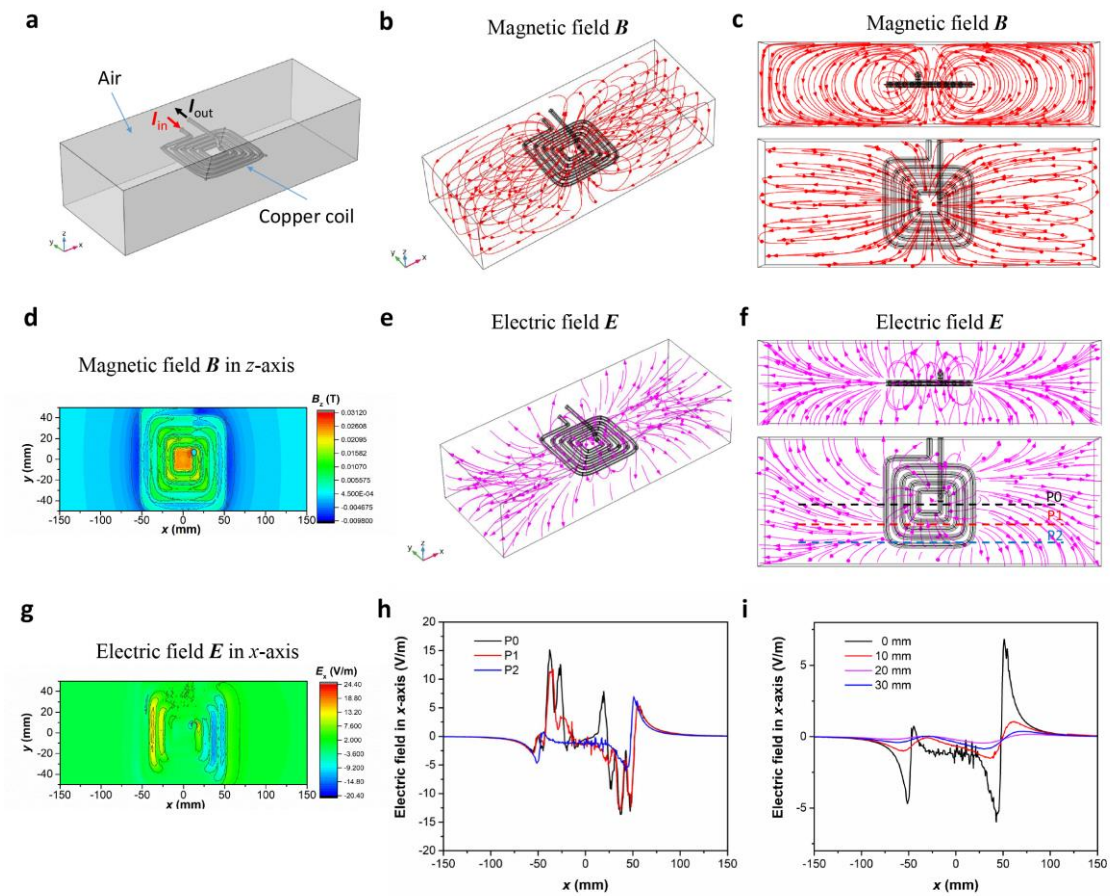 a
Air
I_out
I_in
Copper coil
y z x
b
Magnetic field B
y z x
c
Magnetic field B
d
Magnetic field B in z-axis
B_z (T)
0.03120
0.02608
0.02095
0.01582
0.01070
0.005575
4.500E-04
-0.004675
-0.009800
y (mm)
40
20
0
-20
-40
-150 -100 -50 0 50 100 150
x (mm)
e
Electric field E
y z x
f
Electric field E
P0
P1
P2
g
Electric field E in x-axis
E_x (V/m)
24.40
18.80
13.20
7.600
2.000
-3.600
-9.200
-14.80
-20.40
y (mm)
40
20
0
-20
-40
-150 -100 -50 0 50 100 150
x (mm)
h
P0
P1
P2
Electric field in x-axis (V/m)
20
15
10
5
0
-5
-10
-15
-20
-150 -100 -50 0 50 100 150
x (mm)
i
0 mm
10 mm
20 mm
30 mm
Electric field in x-axis (V/m)
5
0
-5
-150 -100 -50 0 50 100 150
x (mm)